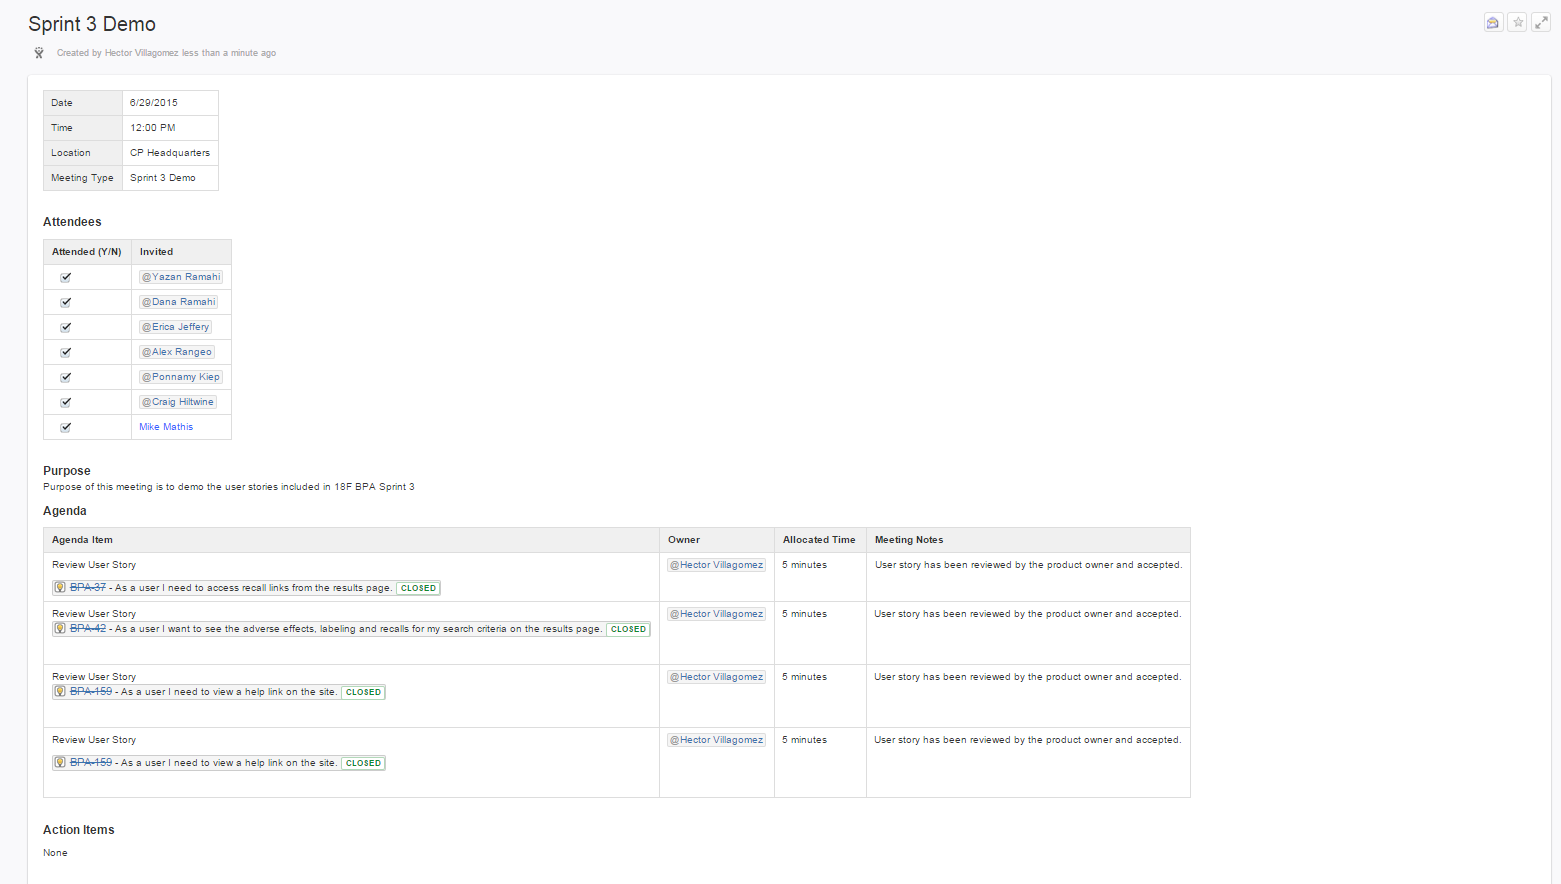 Sprint 3 Demo
Created by Hector Villagomez less than a minute ago
Date 6/29/2015
Time 12:00 PM
Location CP Headquarters
Meeting Type Sprint 3 Demo
Attendees
Attended (Y/N) Invited
@Yazan Ramahi
@Dana Ramahi
@Erica Jeffery
@Alex Rangeo
@Ponnamy Kiep
@Craig Hiltwine
Mike Mathis
Purpose
Purpose of this meeting is to demo the user stories included in 18F BPA Sprint 3
Agenda
Agenda Item Owner Allocated Time Meeting Notes
Review User Story @Hector Villagomez 5 minutes User story has been reviewed by the product owner and accepted.
BPA-37 - As a user I need to access recall links from the results page. CLOSED
Review User Story @Hector Villagomez 5 minutes User story has been reviewed by the product owner and accepted.
BPA-42 - As a user I want to see the adverse effects, labeling and recalls for my search criteria on the results page. CLOSED
Review User Story @Hector Villagomez 5 minutes User story has been reviewed by the product owner and accepted.
BPA-159 - As a user I need to view a help link on the site. CLOSED
Review User Story @Hector Villagomez 5 minutes User story has been reviewed by the product owner and accepted.
BPA-159 - As a user I need to view a help link on the site. CLOSED
Action Items
None